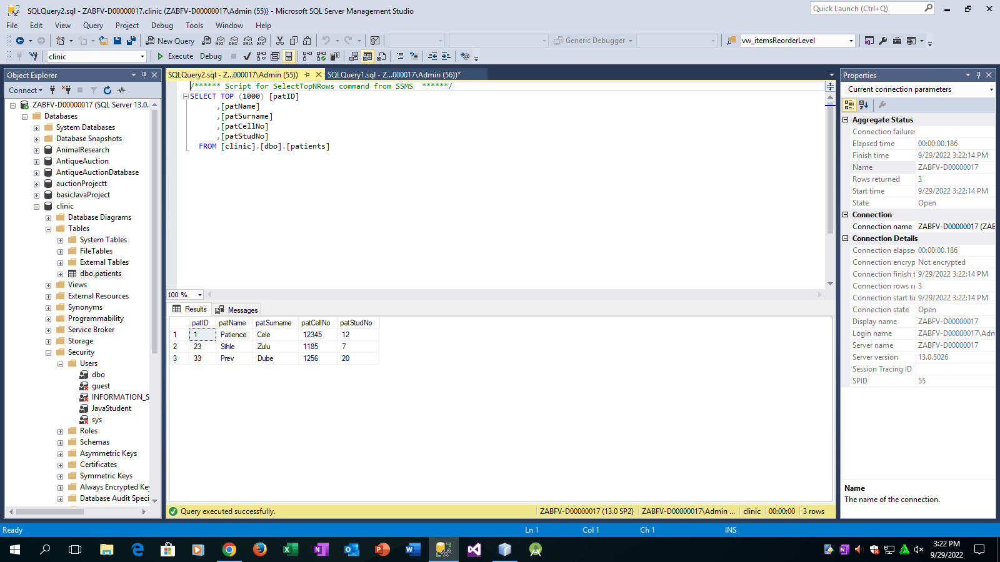 SQLQuery2.sql - ZABFV-D00000017.clinic (ZABFV-D00000017\Admin (55)) - Microsoft SQL Server Management Studio
Quick Launch (Ctrl+Q)
File Edit View Query Project Debug Tools Window Help
New Query MDX DMX XMLA DAX Generic Debugger vw_itemsReorderLevel
clinic Execute Debug
Object Explorer
Connect
ZABFV-D00000017 (SQL Server 13.0.
Databases
System Databases
Database Snapshots
AnimalResearch
AntiqueAuction
AntiqueAuctionDatabase
auctionProjectt
basicJavaProject
clinic
Database Diagrams
Tables
System Tables
FileTables
External Tables
dbo.patients
Views
External Resources
Synonyms
Programmability
Service Broker
Storage
Security
Users
dbo
guest
INFORMATION_S
JavaStudent
sys
Roles
Schemas
Asymmetric Keys
Certificates
Symmetric Keys
Always Encrypted Key
Database Audit Speci
SQLQuery2.sql - Z...000017\Admin (55)) SQLQuery1.sql - Z...000017\Admin (56))*
/****** Script for SelectTopNRows command from SSMS  ******/
SELECT TOP (1000) [patID]
,[patName]
,[patSurname]
,[patCellNo]
,[patStudNo]
FROM [clinic].[dbo].[patients]
100 %
Results Messages
patID patName patSurname patCellNo patStudNo
1 1 Patience Cele 12345 12
2 23 Sihle Zulu 1185 7
3 33 Prev Dube 1256 20
Query executed successfully. ZABFV-D00000017 (13.0 SP2) ZABFV-D00000017\Admin ... clinic 00:00:00 3 rows
Properties
Current connection parameters
Aggregate Status
Connection failures
Elapsed time 00:00:00.186
Finish time 9/29/2022 3:22:14 PM
Name ZABFV-D00000017
Rows returned 3
Start time 9/29/2022 3:22:14 PM
State Open
Connection
Connection name ZABFV-D00000017 (ZAB
Connection Details
Connection elapse 00:00:00.186
Connection encryp Not encrypted
Connection finish t 9/29/2022 3:22:14 PM
Connection rows re 3
Connection start ti 9/29/2022 3:22:14 PM
Connection state Open
Display name ZABFV-D00000017
Login name ZABFV-D00000017\Adm
Server name ZABFV-D00000017
Server version 13.0.5026
Session Tracing ID
SPID 55
Name
The name of the connection.
Ready Ln 1 Col 1 Ch 1 INS
3:22 PM
9/29/2022